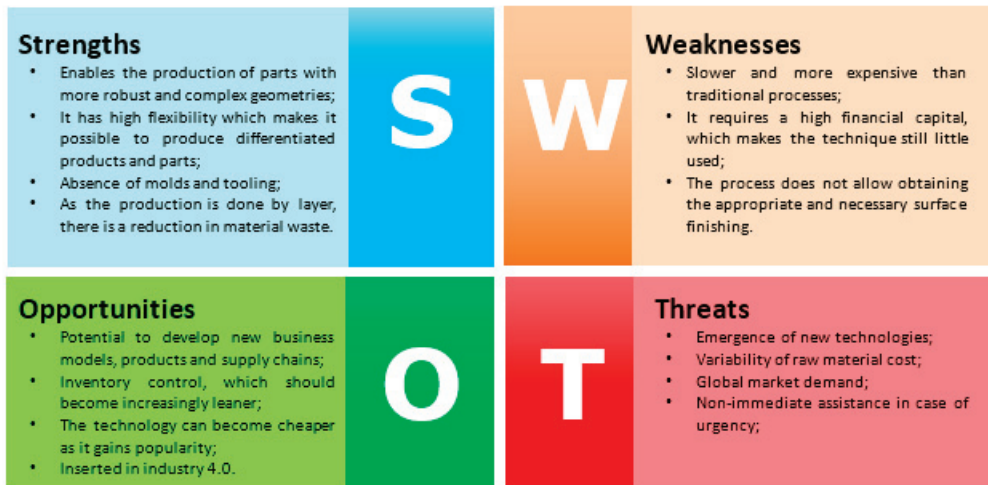 Strengths
• Enables the production of parts with
more robust and complex geometries;
• It has high flexibility which makes it
possible to produce differentiated
products and parts;
• Absence of molds and tooling;
• As the production is done by layer,
there is a reduction in material waste.
S
W
Weaknesses
• Slower and more expensive than
traditional processes;
• It requires a high financial capital,
which makes the technique still little
used;
• The process does not allow obtaining
the appropriate and necessary surface
finishing.
Opportunities
• Potential to develop new business
models, products and supply chains;
• Inventory control, which should
become increasingly leaner;
• The technology can become cheaper
as it gains popularity;
• Inserted in industry 4.0.
O
T
Threats
• Emergence of new technologies;
• Variability of raw material cost;
• Global market demand;
• Non-immediate assistance in case of
urgency;